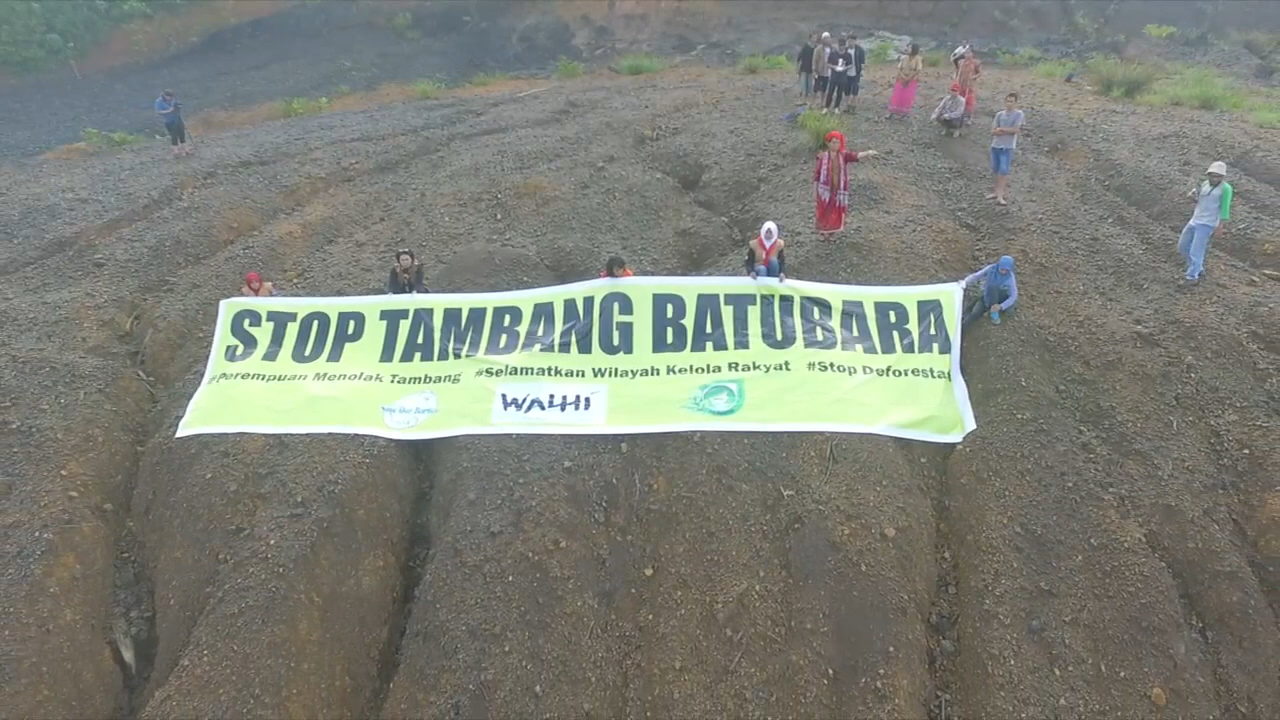 STOP TAMBANG BATUBARA
#Perempuan Menolak Tambang #Selamatkan Wilayah Kelola Rakyat #Stop Deforestas
WALHI